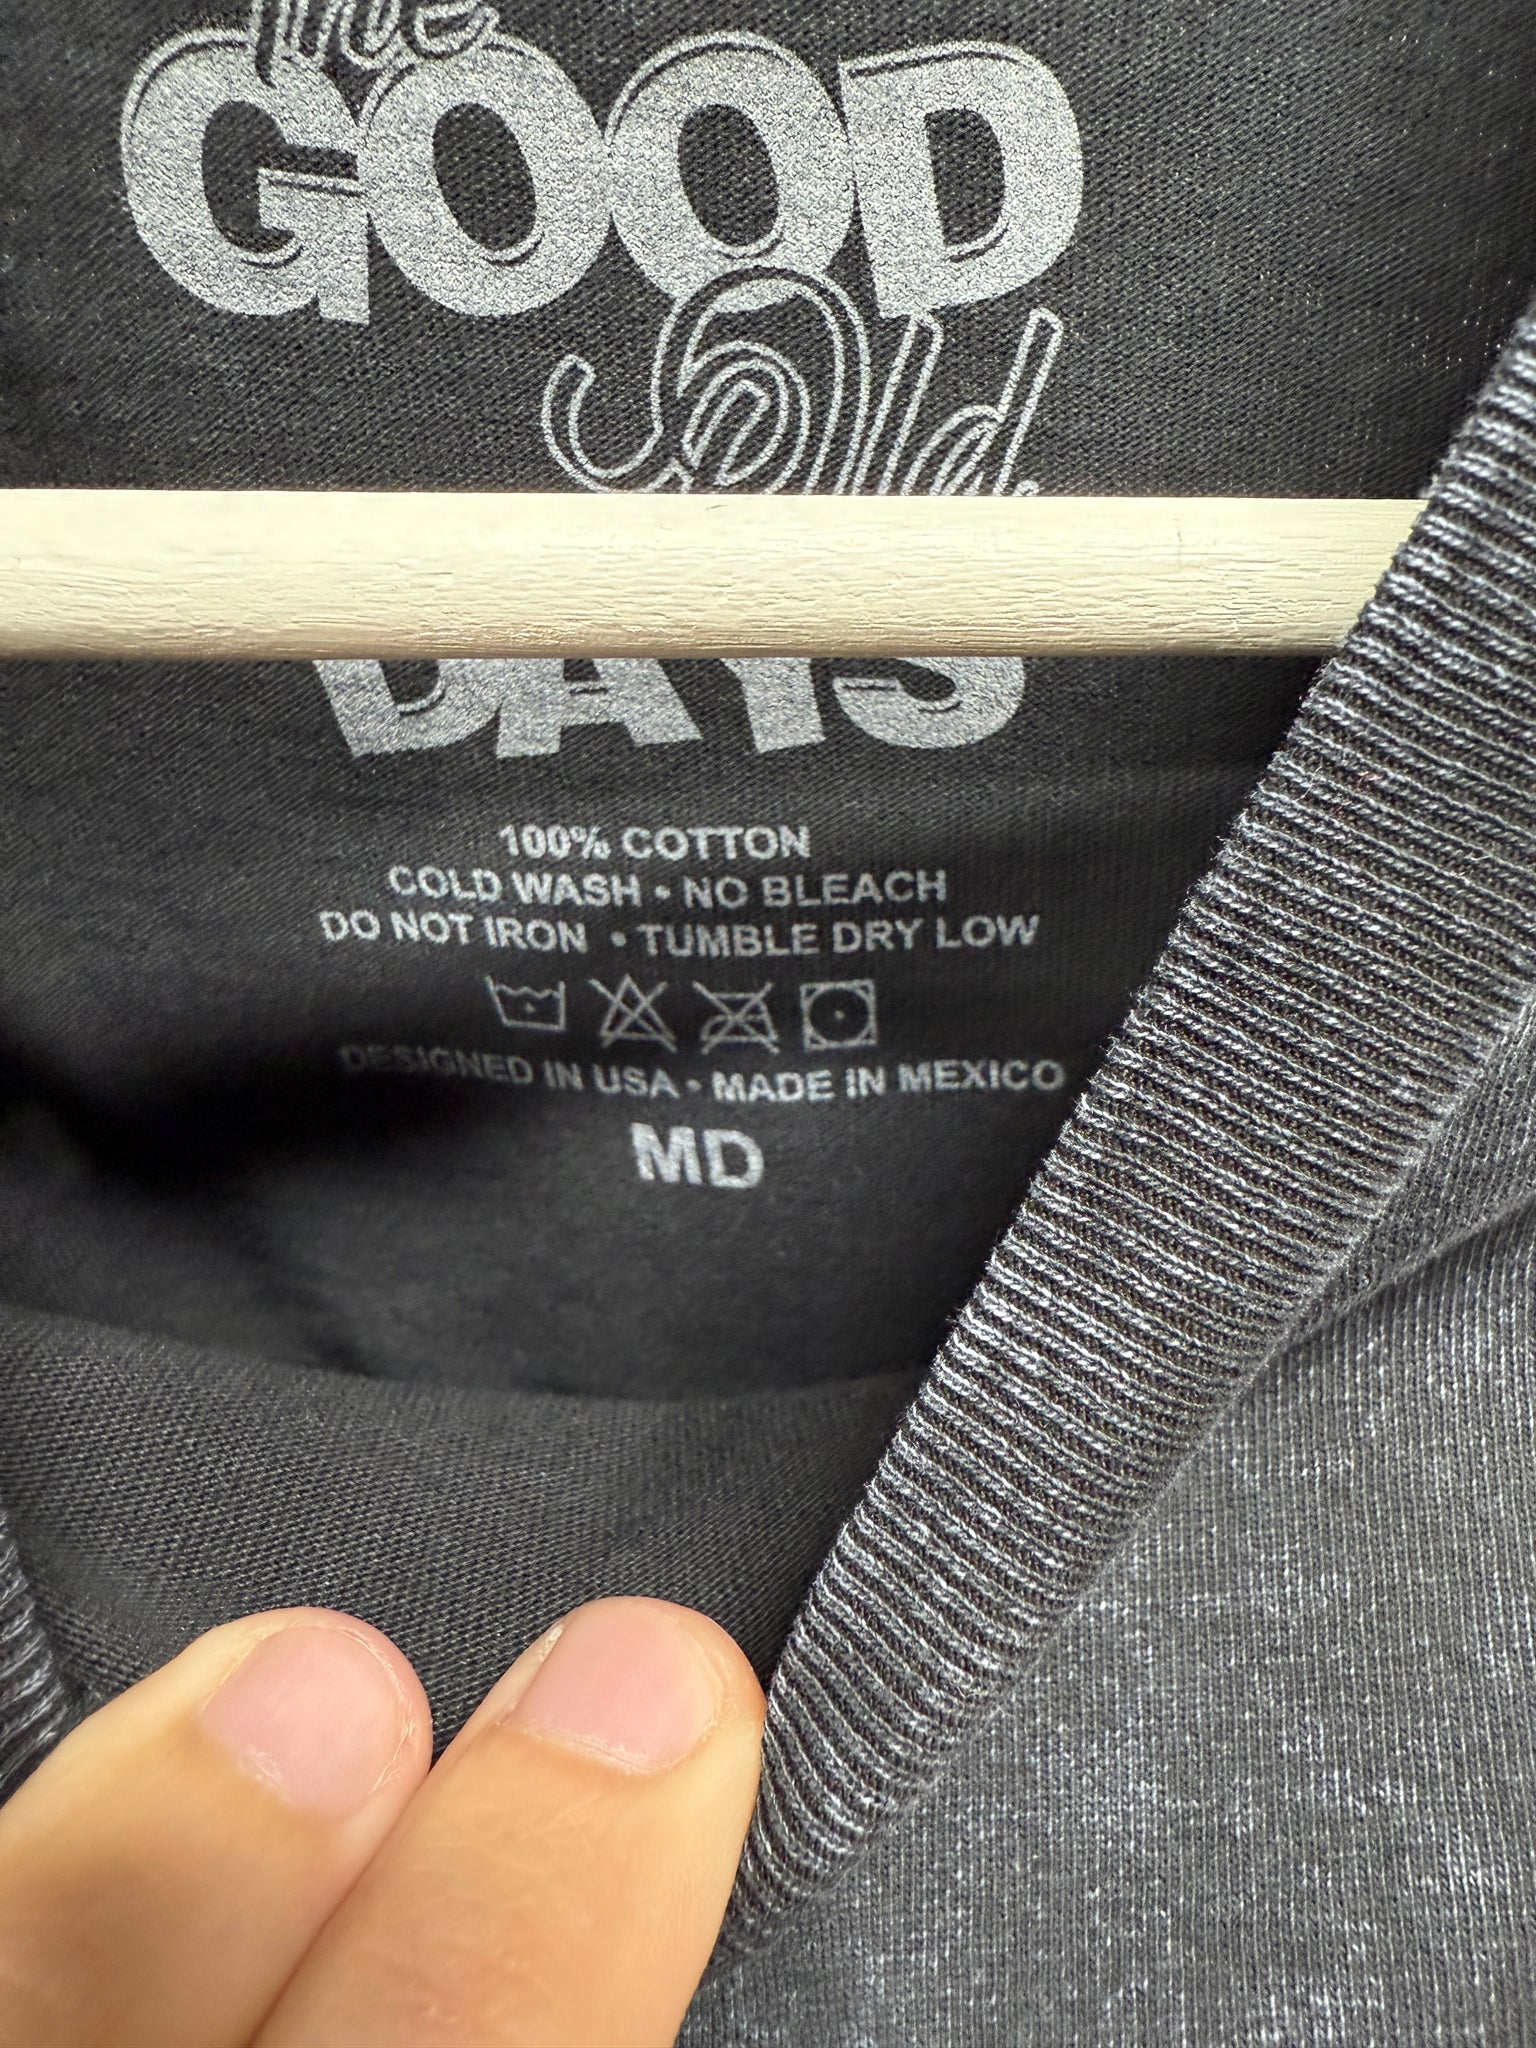 The
GOOD
Old
DAYS
100% COTTON
COLD WASH • NO BLEACH
DO NOT IRON • TUMBLE DRY LOW
DESIGNED IN USA • MADE IN MEXICO
MD